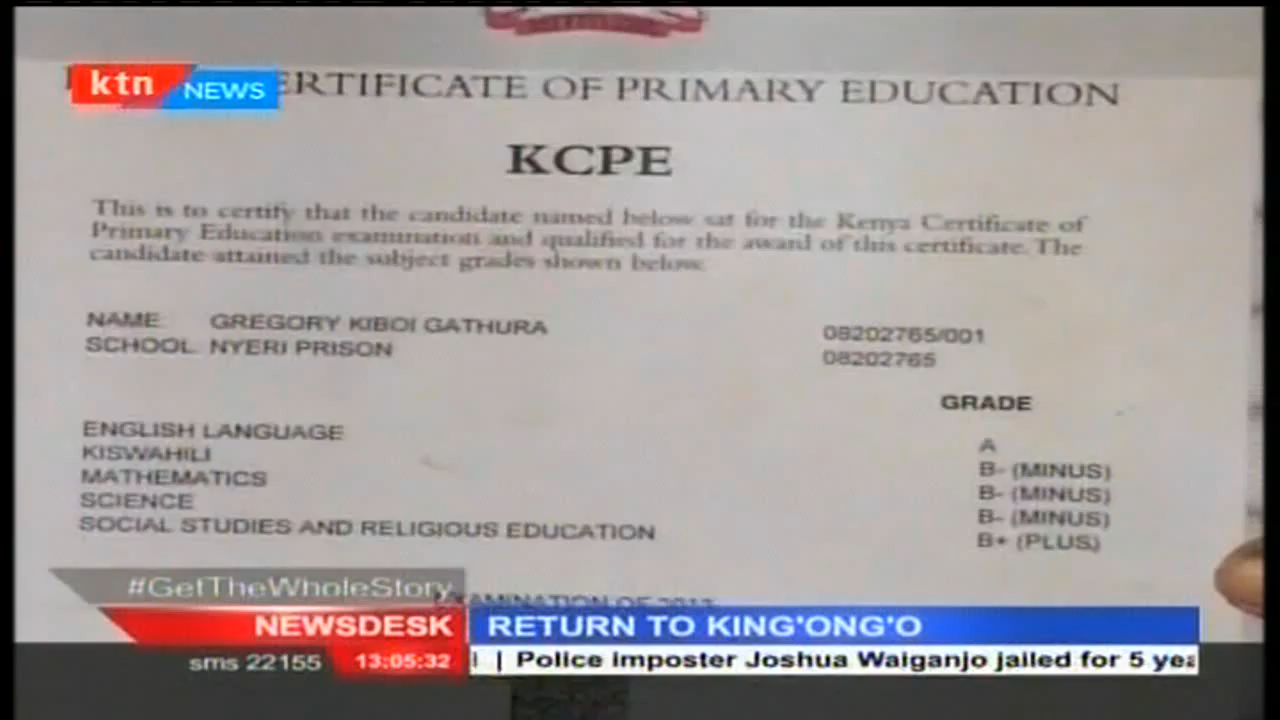 ktn NEWS
ERTIFICATE OF PRIMARY EDUCATION
KCPE
This is to certify that the candidate named below sat for the Kenya Certificate of
Primary Education examination and qualified for the award of this certificate. The
candidate attained the subject grades shown below.
NAME GREGORY KIBOI GATHURA 08202765/001
SCHOOL NYERI PRISON 08202765
GRADE
ENGLISH LANGUAGE A
KISWAHILI B- (MINUS)
MATHEMATICS B- (MINUS)
SCIENCE B- (MINUS)
SOCIAL STUDIES AND RELIGIOUS EDUCATION B+ (PLUS)
#GetTheWholeStory
AMINATION OF
NEWSDESK RETURN TO KING'ONG'O
sms 22155 13:05:32 | Police imposter Joshua Waiganjo jailed for 5 yea